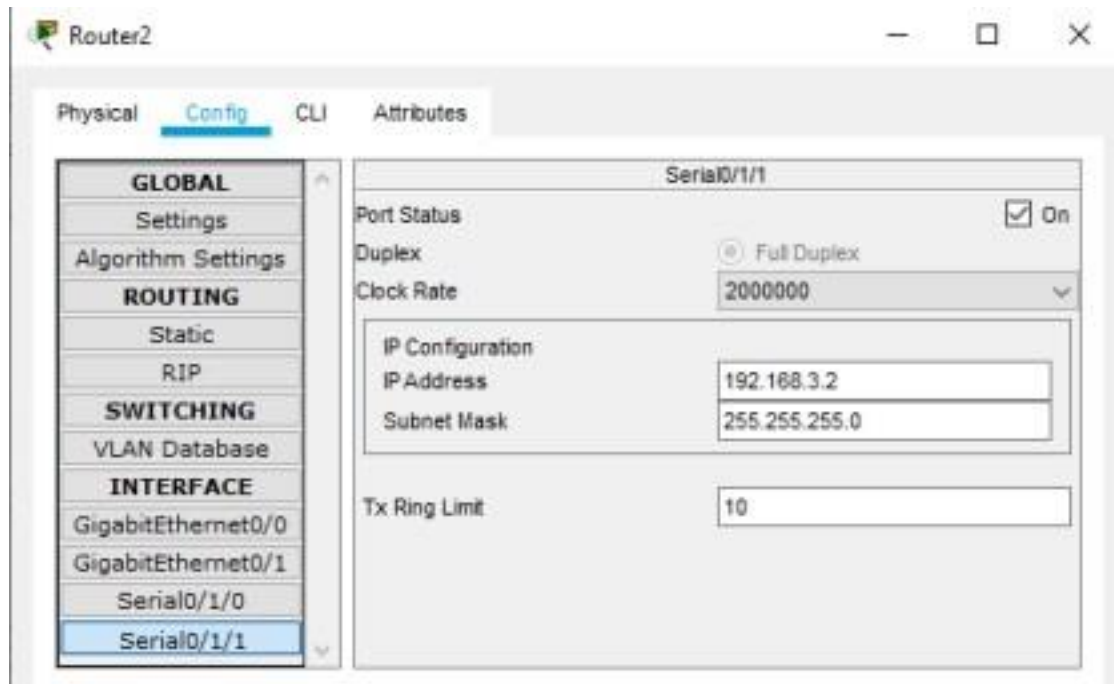 Router2
Physical Config CLI Attributes
GLOBAL
Settings
Algorithm Settings
ROUTING
Static
RIP
SWITCHING
VLAN Database
INTERFACE
GigabitEthernet0/0
GigabitEthernet0/1
Serial0/1/0
Serial0/1/1
Serial0/1/1
Port Status On
Duplex Full Duplex
Clock Rate 2000000
IP Configuration
IP Address 192.168.3.2
Subnet Mask 255.255.255.0
Tx Ring Limit 10